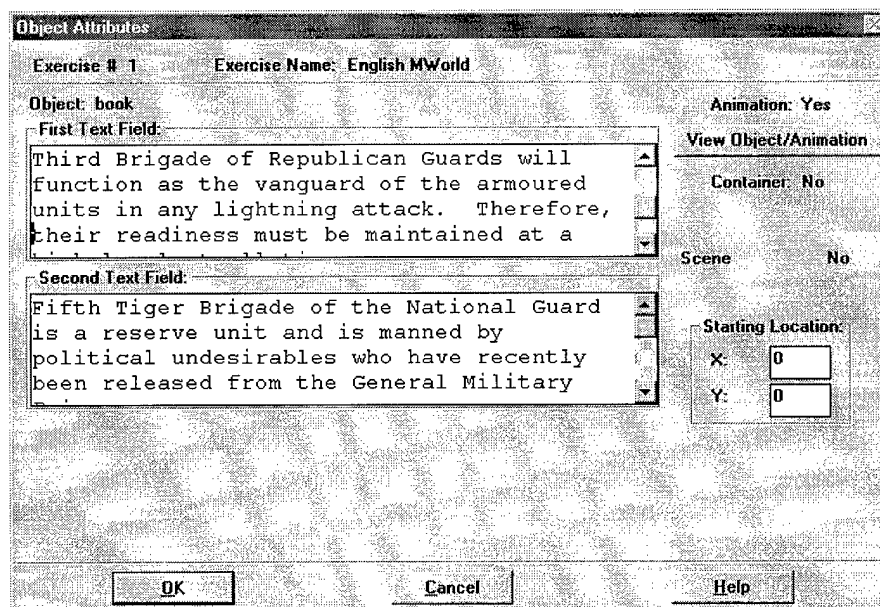 Object Attributes
Exercise # 1 Exercise Name: English MWorld
Object: book
Animation: Yes
First Text Field:
View Object/Animation
Third Brigade of Republican Guards will
function as the vanguard of the armoured
units in any lightning attack. Therefore,
their readiness must be maintained at a
Container: No
Scene No
Second Text Field:
Fifth Tiger Brigade of the National Guard
is a reserve unit and is manned by
political undesirables who have recently
been released from the General Military
Starting Location:
X: 0
Y: 0
OK Cancel Help